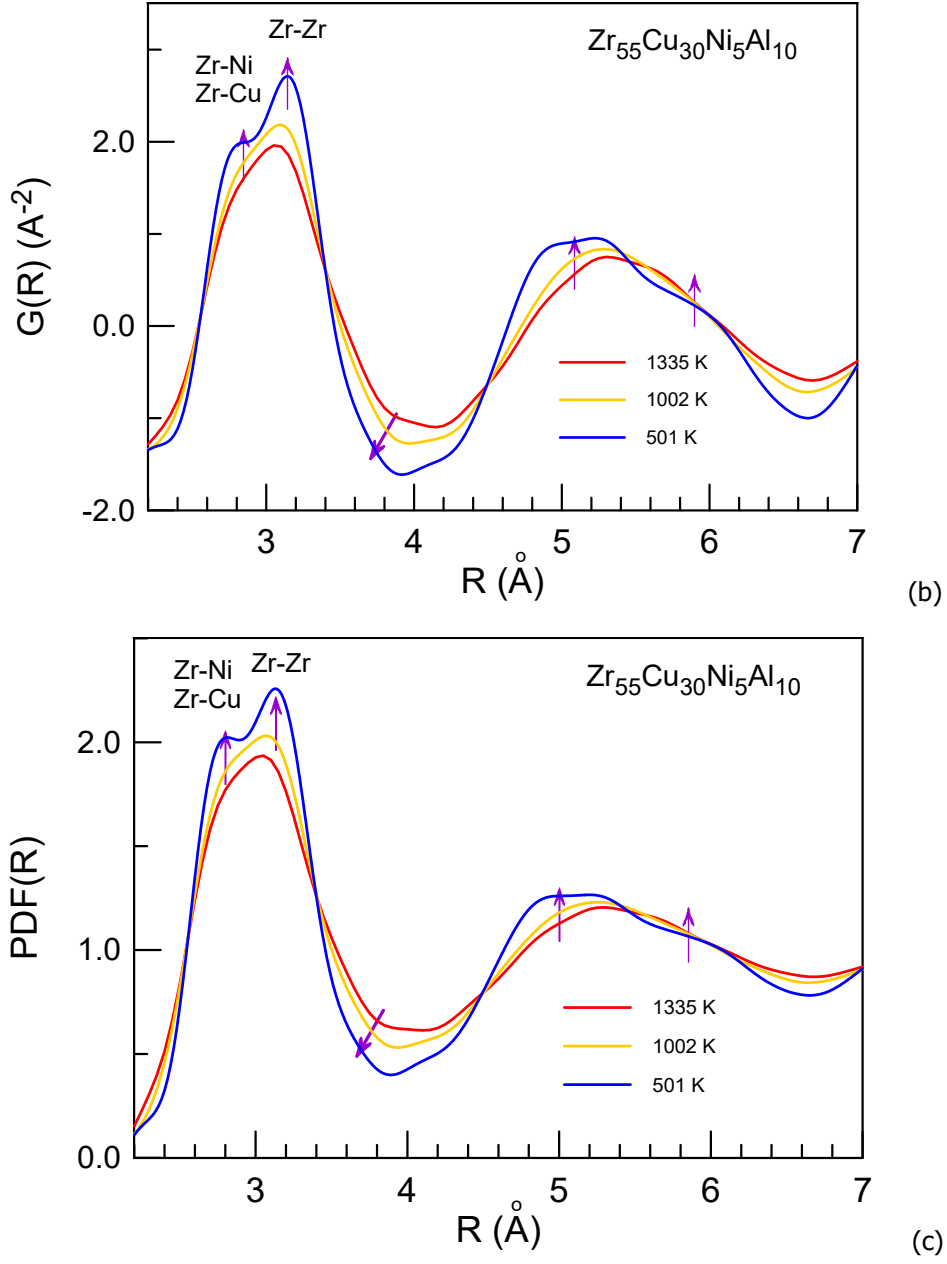 Zr-Zr
Zr55Cu30Ni5Al10
Zr-Ni
Zr-Cu
2.0
0.0
-2.0
G(R) (A-2)
1335 K
1002 K
501 K
3 4 5 6 7
R (Å)
(b)
Zr-Ni Zr-Zr
Zr-Cu
Zr55Cu30Ni5Al10
2.0
1.0
0.0
PDF(R)
1335 K
1002 K
501 K
3 4 5 6 7
R (Å)
(c)